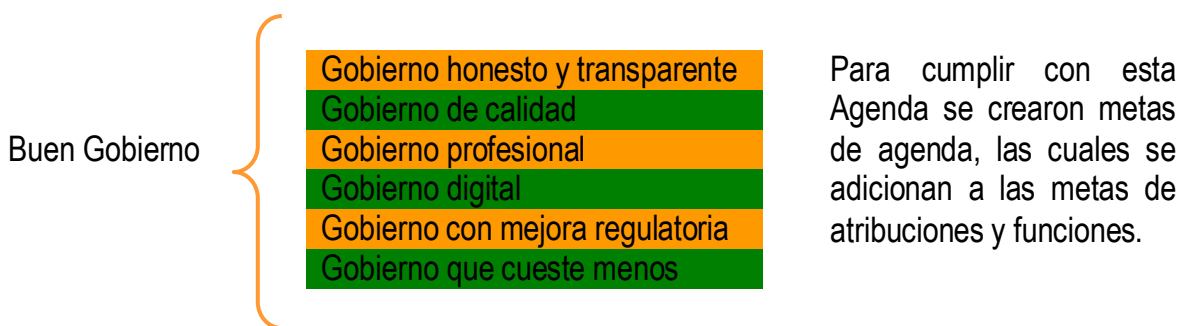 Buen Gobierno
Gobierno honesto y transparente
Gobierno de calidad
Gobierno profesional
Gobierno digital
Gobierno con mejora regulatoria
Gobierno que cueste menos
Para cumplir con esta
Agenda se crearon metas
de agenda, las cuales se
adicionan a las metas de
atribuciones y funciones.